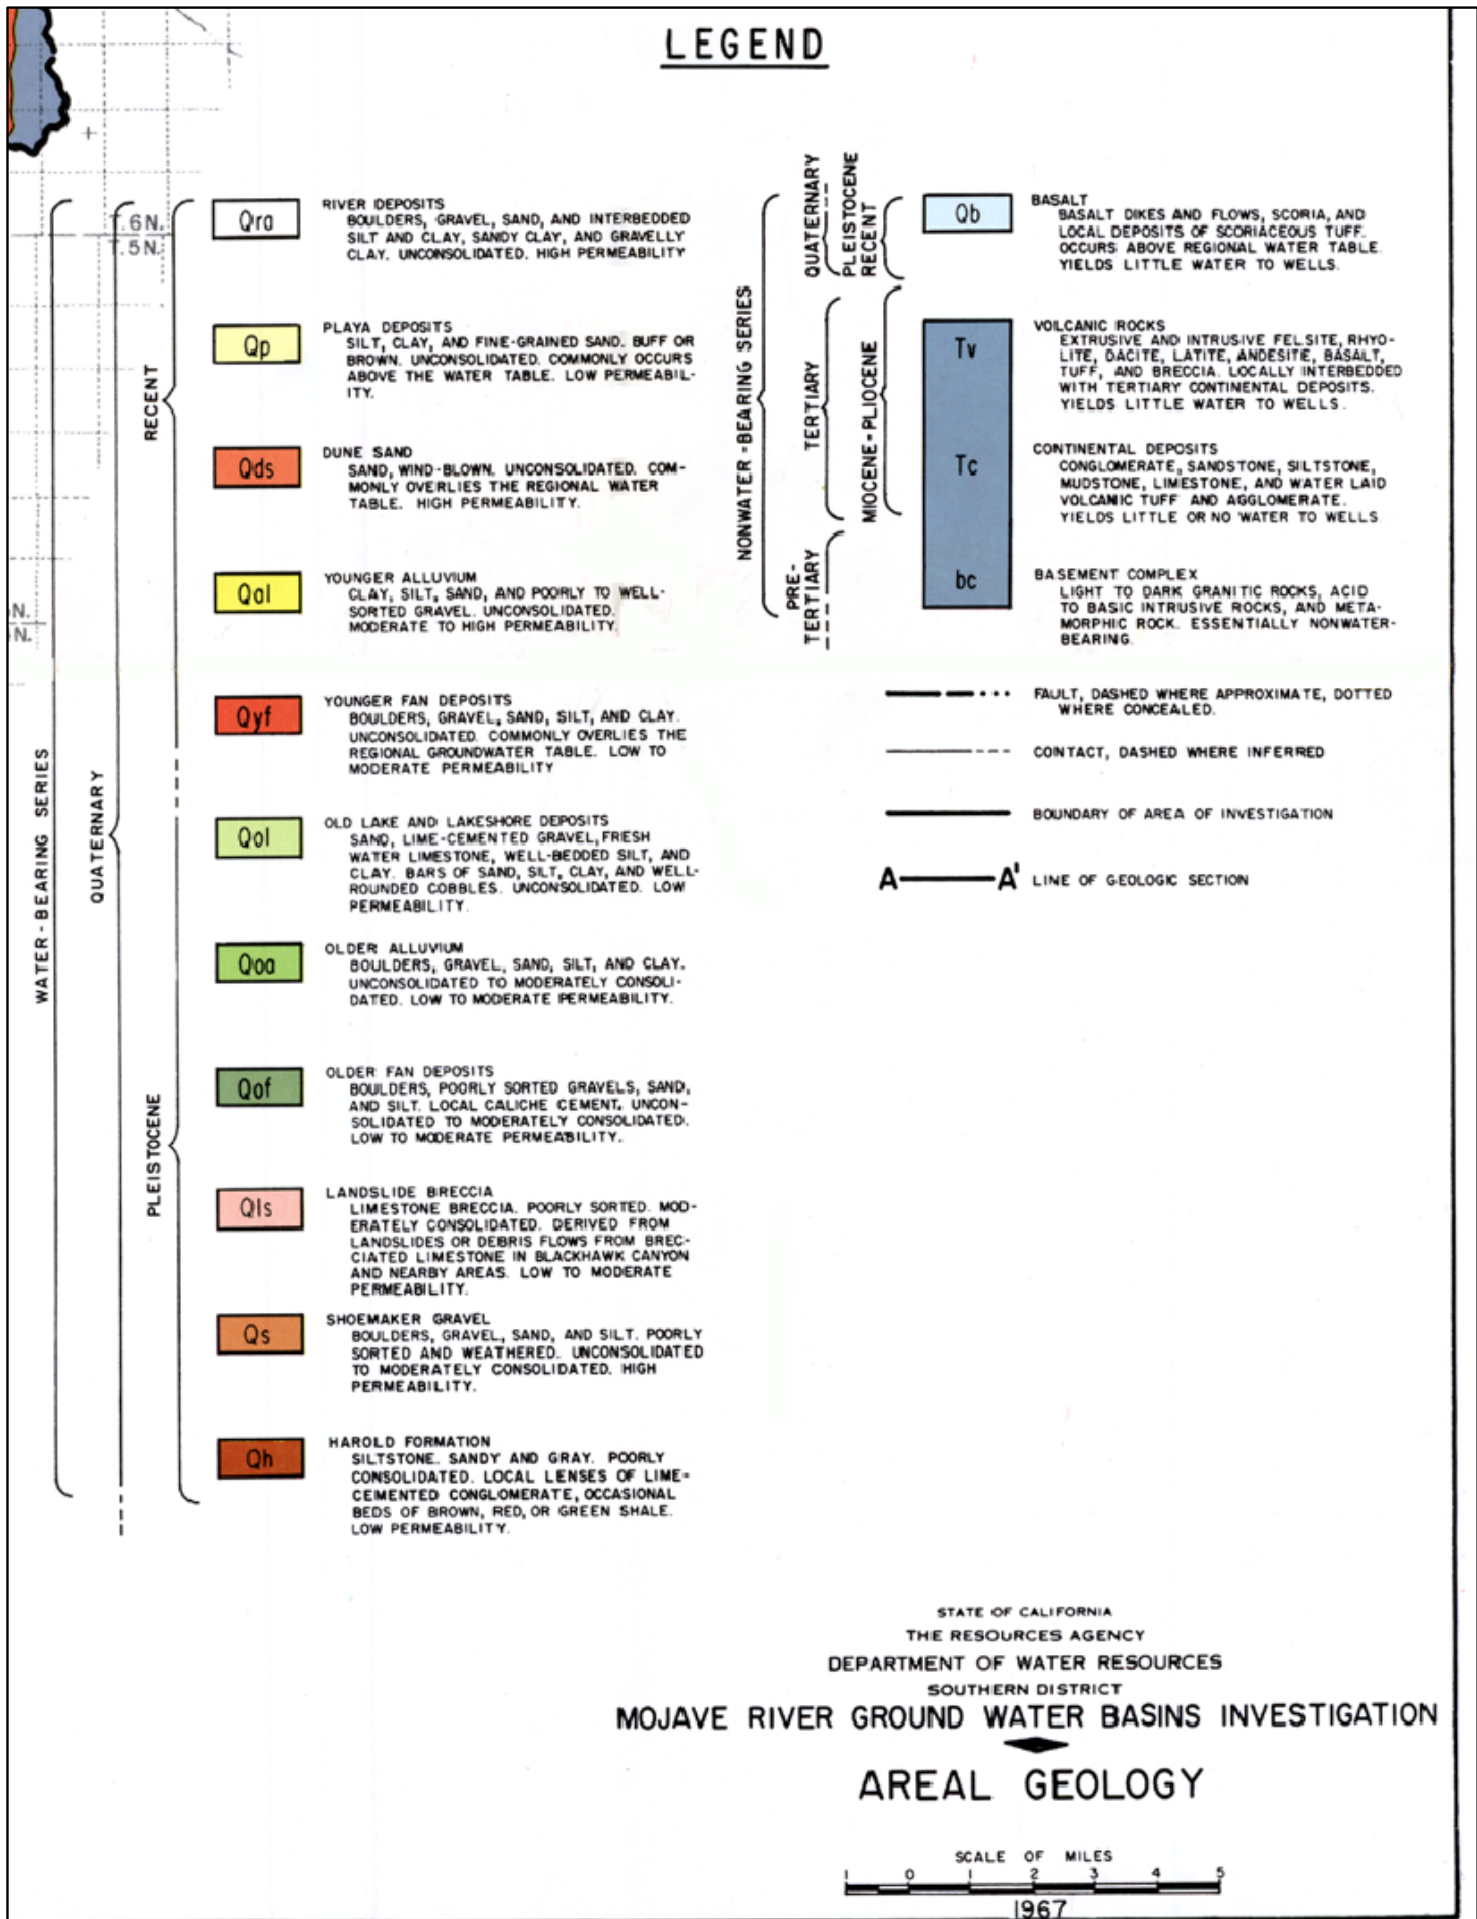 LEGEND
T.6N.
T.5N.
N.
N.
WATER-BEARING SERIES
QUATERNARY
RECENT
PLEISTOCENE
Qra
RIVER DEPOSITS
BOULDERS, GRAVEL, SAND, AND INTERBEDDED
SILT AND CLAY, SANDY CLAY, AND GRAVELLY
CLAY. UNCONSOLIDATED. HIGH PERMEABILITY
Qp
PLAYA DEPOSITS
SILT, CLAY, AND FINE-GRAINED SAND. BUFF OR
BROWN. UNCONSOLIDATED. COMMONLY OCCURS
ABOVE THE WATER TABLE. LOW PERMEABIL-
ITY.
Qds
DUNE SAND
SAND, WIND-BLOWN. UNCONSOLIDATED. COM-
MONLY OVERLIES THE REGIONAL WATER
TABLE. HIGH PERMEABILITY.
Qal
YOUNGER ALLUVIUM
CLAY, SILT, SAND, AND POORLY TO WELL-
SORTED GRAVEL. UNCONSOLIDATED.
MODERATE TO HIGH PERMEABILITY.
Qyf
YOUNGER FAN DEPOSITS
BOULDERS, GRAVEL, SAND, SILT, AND CLAY.
UNCONSOLIDATED. COMMONLY OVERLIES THE
REGIONAL GROUNDWATER TABLE. LOW TO
MODERATE PERMEABILITY
Qol
OLD LAKE AND LAKESHORE DEPOSITS
SAND, LIME-CEMENTED GRAVEL, FRESH
WATER LIMESTONE, WELL-BEDDED SILT, AND
CLAY. BARS OF SAND, SILT, CLAY, AND WELL-
ROUNDED COBBLES. UNCONSOLIDATED. LOW
PERMEABILITY.
Qoa
OLDER ALLUVIUM
BOULDERS, GRAVEL, SAND, SILT, AND CLAY.
UNCONSOLIDATED TO MODERATELY CONSOLI-
DATED. LOW TO MODERATE PERMEABILITY.
Qof
OLDER FAN DEPOSITS
BOULDERS, POORLY SORTED GRAVELS, SAND,
AND SILT. LOCAL CALICHE CEMENT. UNCON-
SOLIDATED TO MODERATELY CONSOLIDATED.
LOW TO MODERATE PERMEABILITY.
Qls
LANDSLIDE BRECCIA
LIMESTONE BRECCIA. POORLY SORTED. MOD-
ERATELY CONSOLIDATED. DERIVED FROM
LANDSLIDES OR DEBRIS FLOWS FROM BREC-
CIATED LIMESTONE IN BLACKHAWK CANYON
AND NEARBY AREAS. LOW TO MODERATE
PERMEABILITY.
Qs
SHOEMAKER GRAVEL
BOULDERS, GRAVEL, SAND, AND SILT. POORLY
SORTED AND WEATHERED. UNCONSOLIDATED
TO MODERATELY CONSOLIDATED. HIGH
PERMEABILITY.
Qh
HAROLD FORMATION
SILTSTONE. SANDY AND GRAY. POORLY
CONSOLIDATED. LOCAL LENSES OF LIME-
CEMENTED CONGLOMERATE, OCCASIONAL
BEDS OF BROWN, RED, OR GREEN SHALE.
LOW PERMEABILITY.
NONWATER-BEARING SERIES
QUATERNARY
PLEISTOCENE
RECENT
TERTIARY
MIOCENE-PLIOCENE
PRE-
TERTIARY
Qb
BASALT
BASALT DIKES AND FLOWS, SCORIA, AND
LOCAL DEPOSITS OF SCORIACEOUS TUFF.
OCCURS ABOVE REGIONAL WATER TABLE.
YIELDS LITTLE WATER TO WELLS.
Tv
VOLCANIC ROCKS
EXTRUSIVE AND INTRUSIVE FELSITE, RHYO-
LITE, DACITE, LATITE, ANDESITE, BASALT,
TUFF, AND BRECCIA. LOCALLY INTERBEDDED
WITH TERTIARY CONTINENTAL DEPOSITS.
YIELDS LITTLE WATER TO WELLS.
Tc
CONTINENTAL DEPOSITS
CONGLOMERATE, SANDSTONE, SILTSTONE,
MUDSTONE, LIMESTONE, AND WATER LAID
VOLCANIC TUFF AND AGGLOMERATE.
YIELDS LITTLE OR NO WATER TO WELLS
bc
BASEMENT COMPLEX
LIGHT TO DARK GRANITIC ROCKS, ACID
TO BASIC INTRUSIVE ROCKS, AND META-
MORPHIC ROCK. ESSENTIALLY NONWATER-
BEARING.
FAULT, DASHED WHERE APPROXIMATE, DOTTED
WHERE CONCEALED.
CONTACT, DASHED WHERE INFERRED
BOUNDARY OF AREA OF INVESTIGATION
A A' LINE OF GEOLOGIC SECTION
STATE OF CALIFORNIA
THE RESOURCES AGENCY
DEPARTMENT OF WATER RESOURCES
SOUTHERN DISTRICT
MOJAVE RIVER GROUND WATER BASINS INVESTIGATION
AREAL GEOLOGY
SCALE OF MILES
1 0 1 2 3 4 5
1967